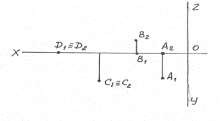 Z
B₂
X D₁≡D₂ B₁ A₂ O
C₁≡C₂ A₁
Y